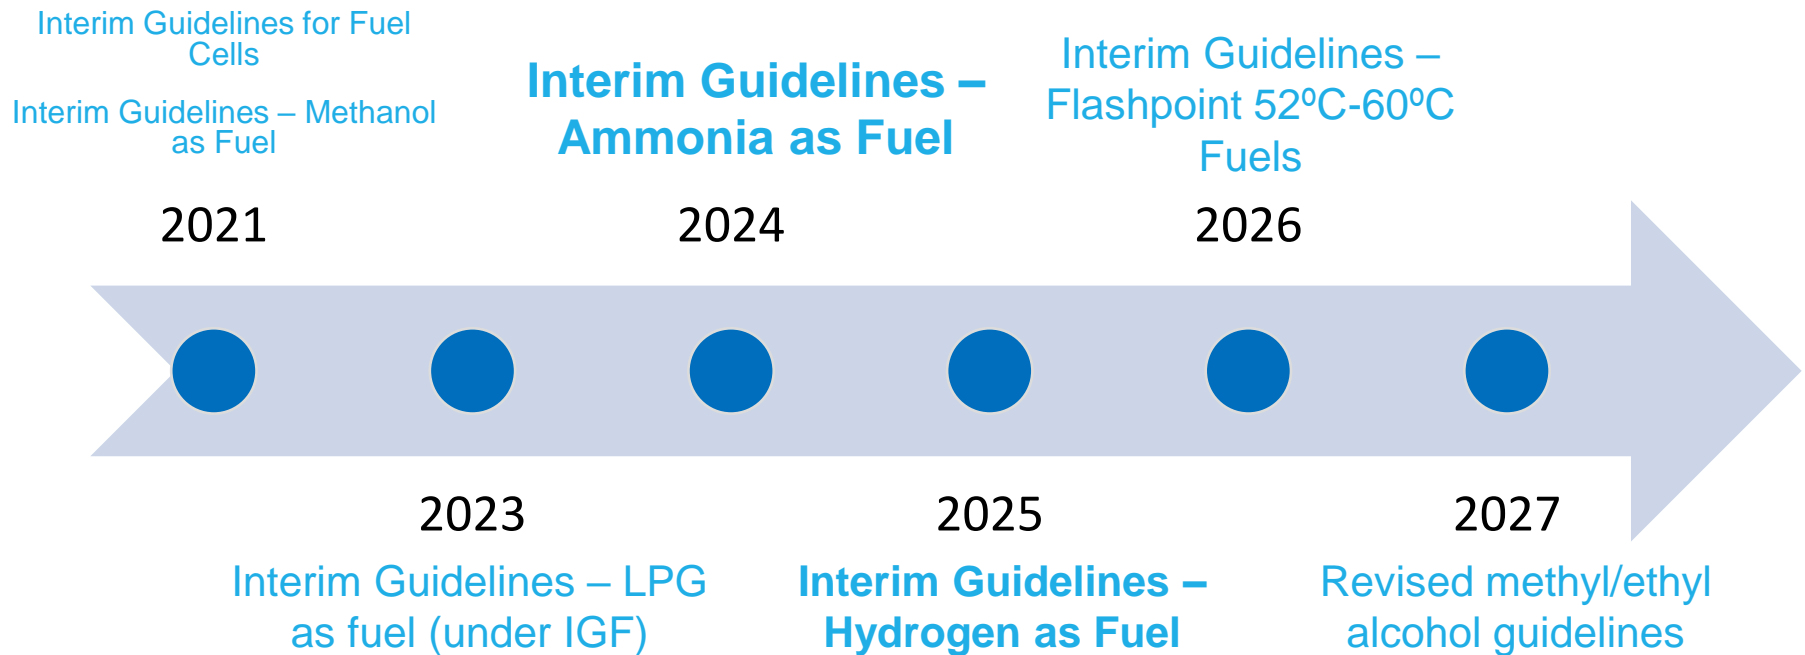 Interim Guidelines for Fuel
Cells
Interim Guidelines – Methanol
as Fuel
2021
Interim Guidelines –
Ammonia as Fuel
2024
Interim Guidelines –
Flashpoint 52⁰C-60⁰C
Fuels
2026
2023
Interim Guidelines – LPG
as fuel (under IGF)
2025
Interim Guidelines –
Hydrogen as Fuel
2027
Revised methyl/ethyl
alcohol guidelines